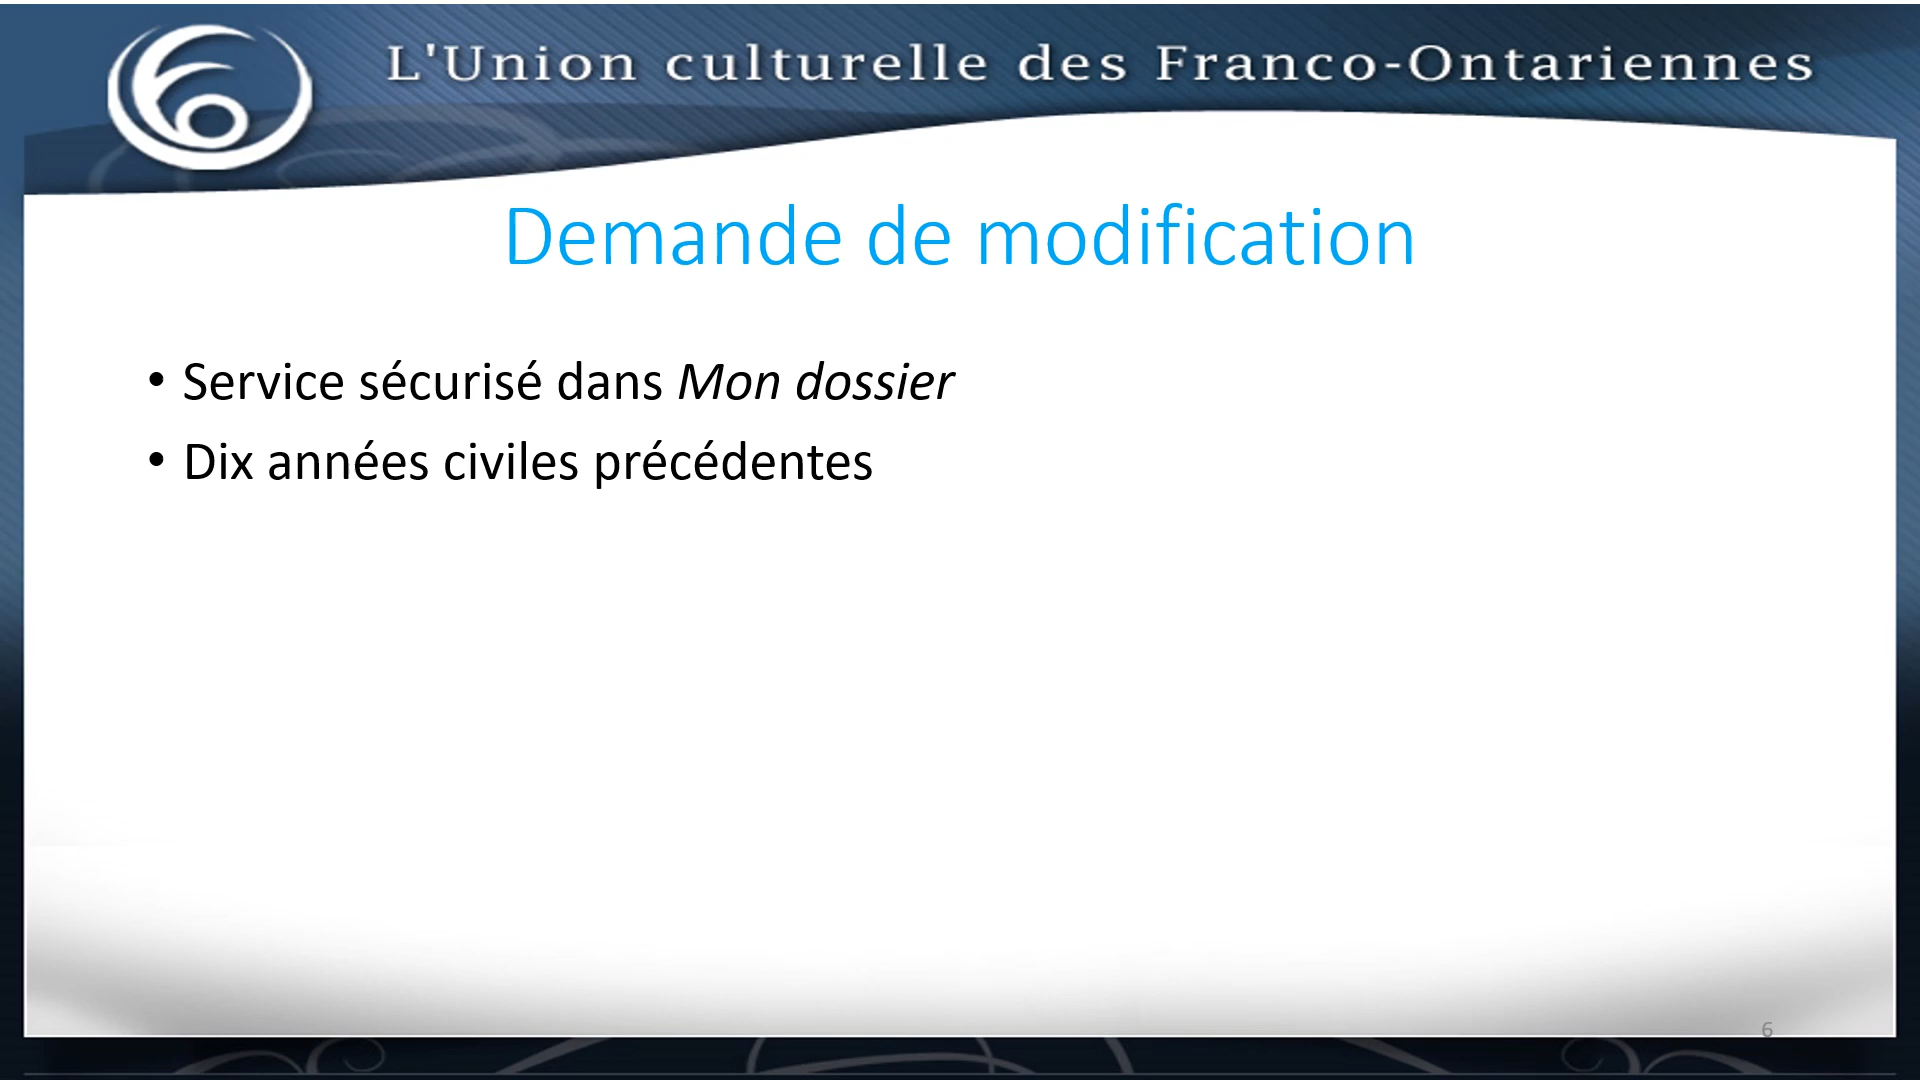 L'Union culturelle des Franco-Ontariennes
Demande de modification
• Service sécurisé dans Mon dossier
• Dix années civiles précédentes
6